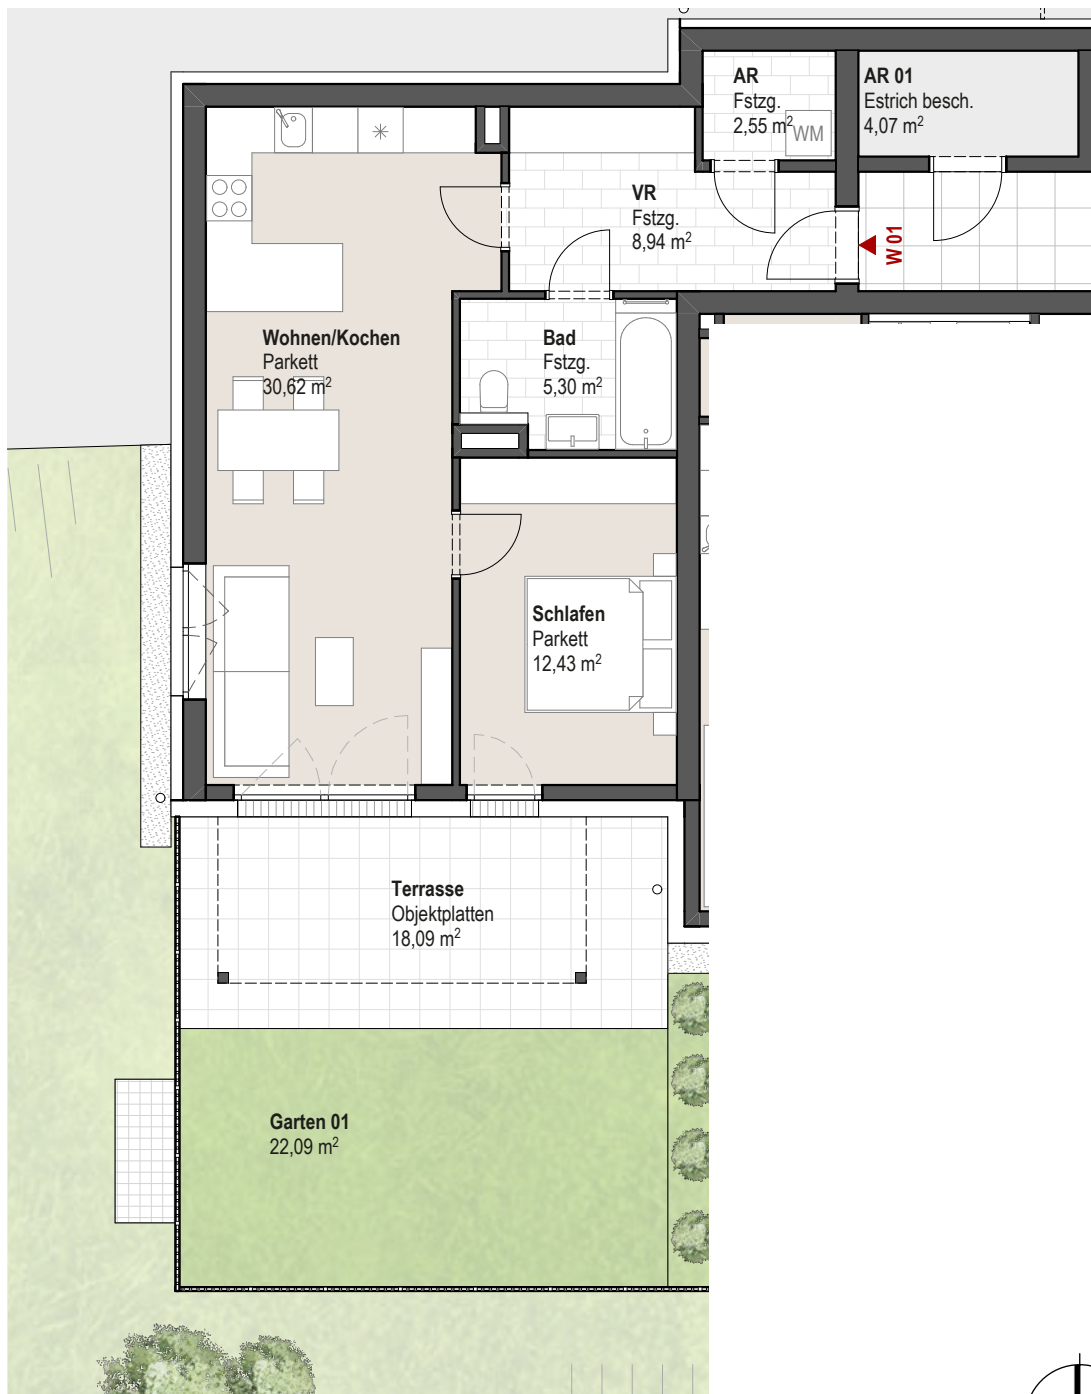 AR
Fstzg.
2,55 m²
WM
AR 01
Estrich besch.
4,07 m²
VR
Fstzg.
8,94 m²
W 01
Wohnen/Kochen
Parkett
30,62 m²
Bad
Fstzg.
5,30 m²
Schlafen
Parkett
12,43 m²
Terrasse
Objektplatten
18,09 m²
Garten 01
22,09 m²